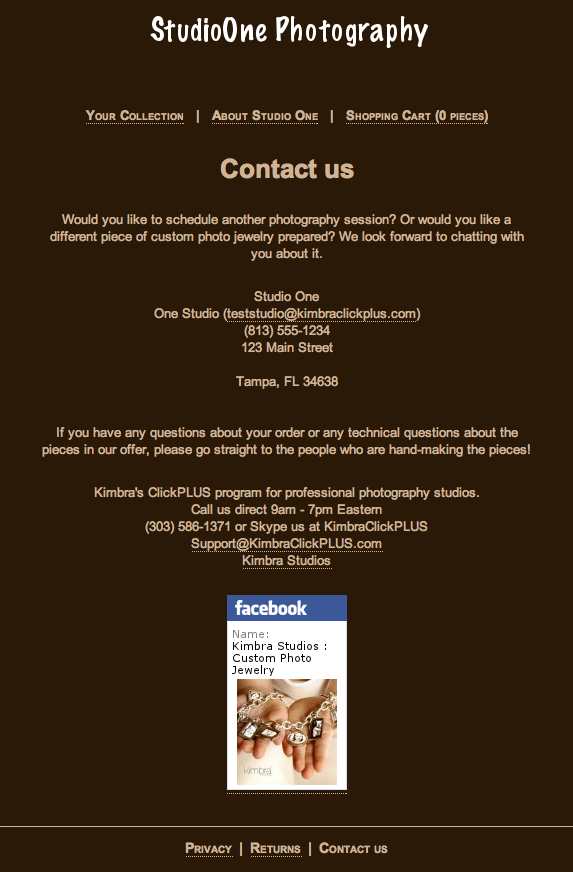 StudioOne Photography
Your Collection | About Studio One | Shopping Cart (0 pieces)
Contact us
Would you like to schedule another photography session? Or would you like a
different piece of custom photo jewelry prepared? We look forward to chatting with
you about it.
Studio One
One Studio (teststudio@kimbraclickplus.com)
(813) 555-1234
123 Main Street
Tampa, FL 34638
If you have any questions about your order or any technical questions about the
pieces in our offer, please go straight to the people who are hand-making the pieces!
Kimbra's ClickPLUS program for professional photography studios.
Call us direct 9am - 7pm Eastern
(303) 586-1371 or Skype us at KimbraClickPLUS
Support@KimbraClickPLUS.com
Kimbra Studios
facebook
Name:
Kimbra Studios :
Custom Photo
Jewelry
kimbra
Privacy | Returns | Contact us